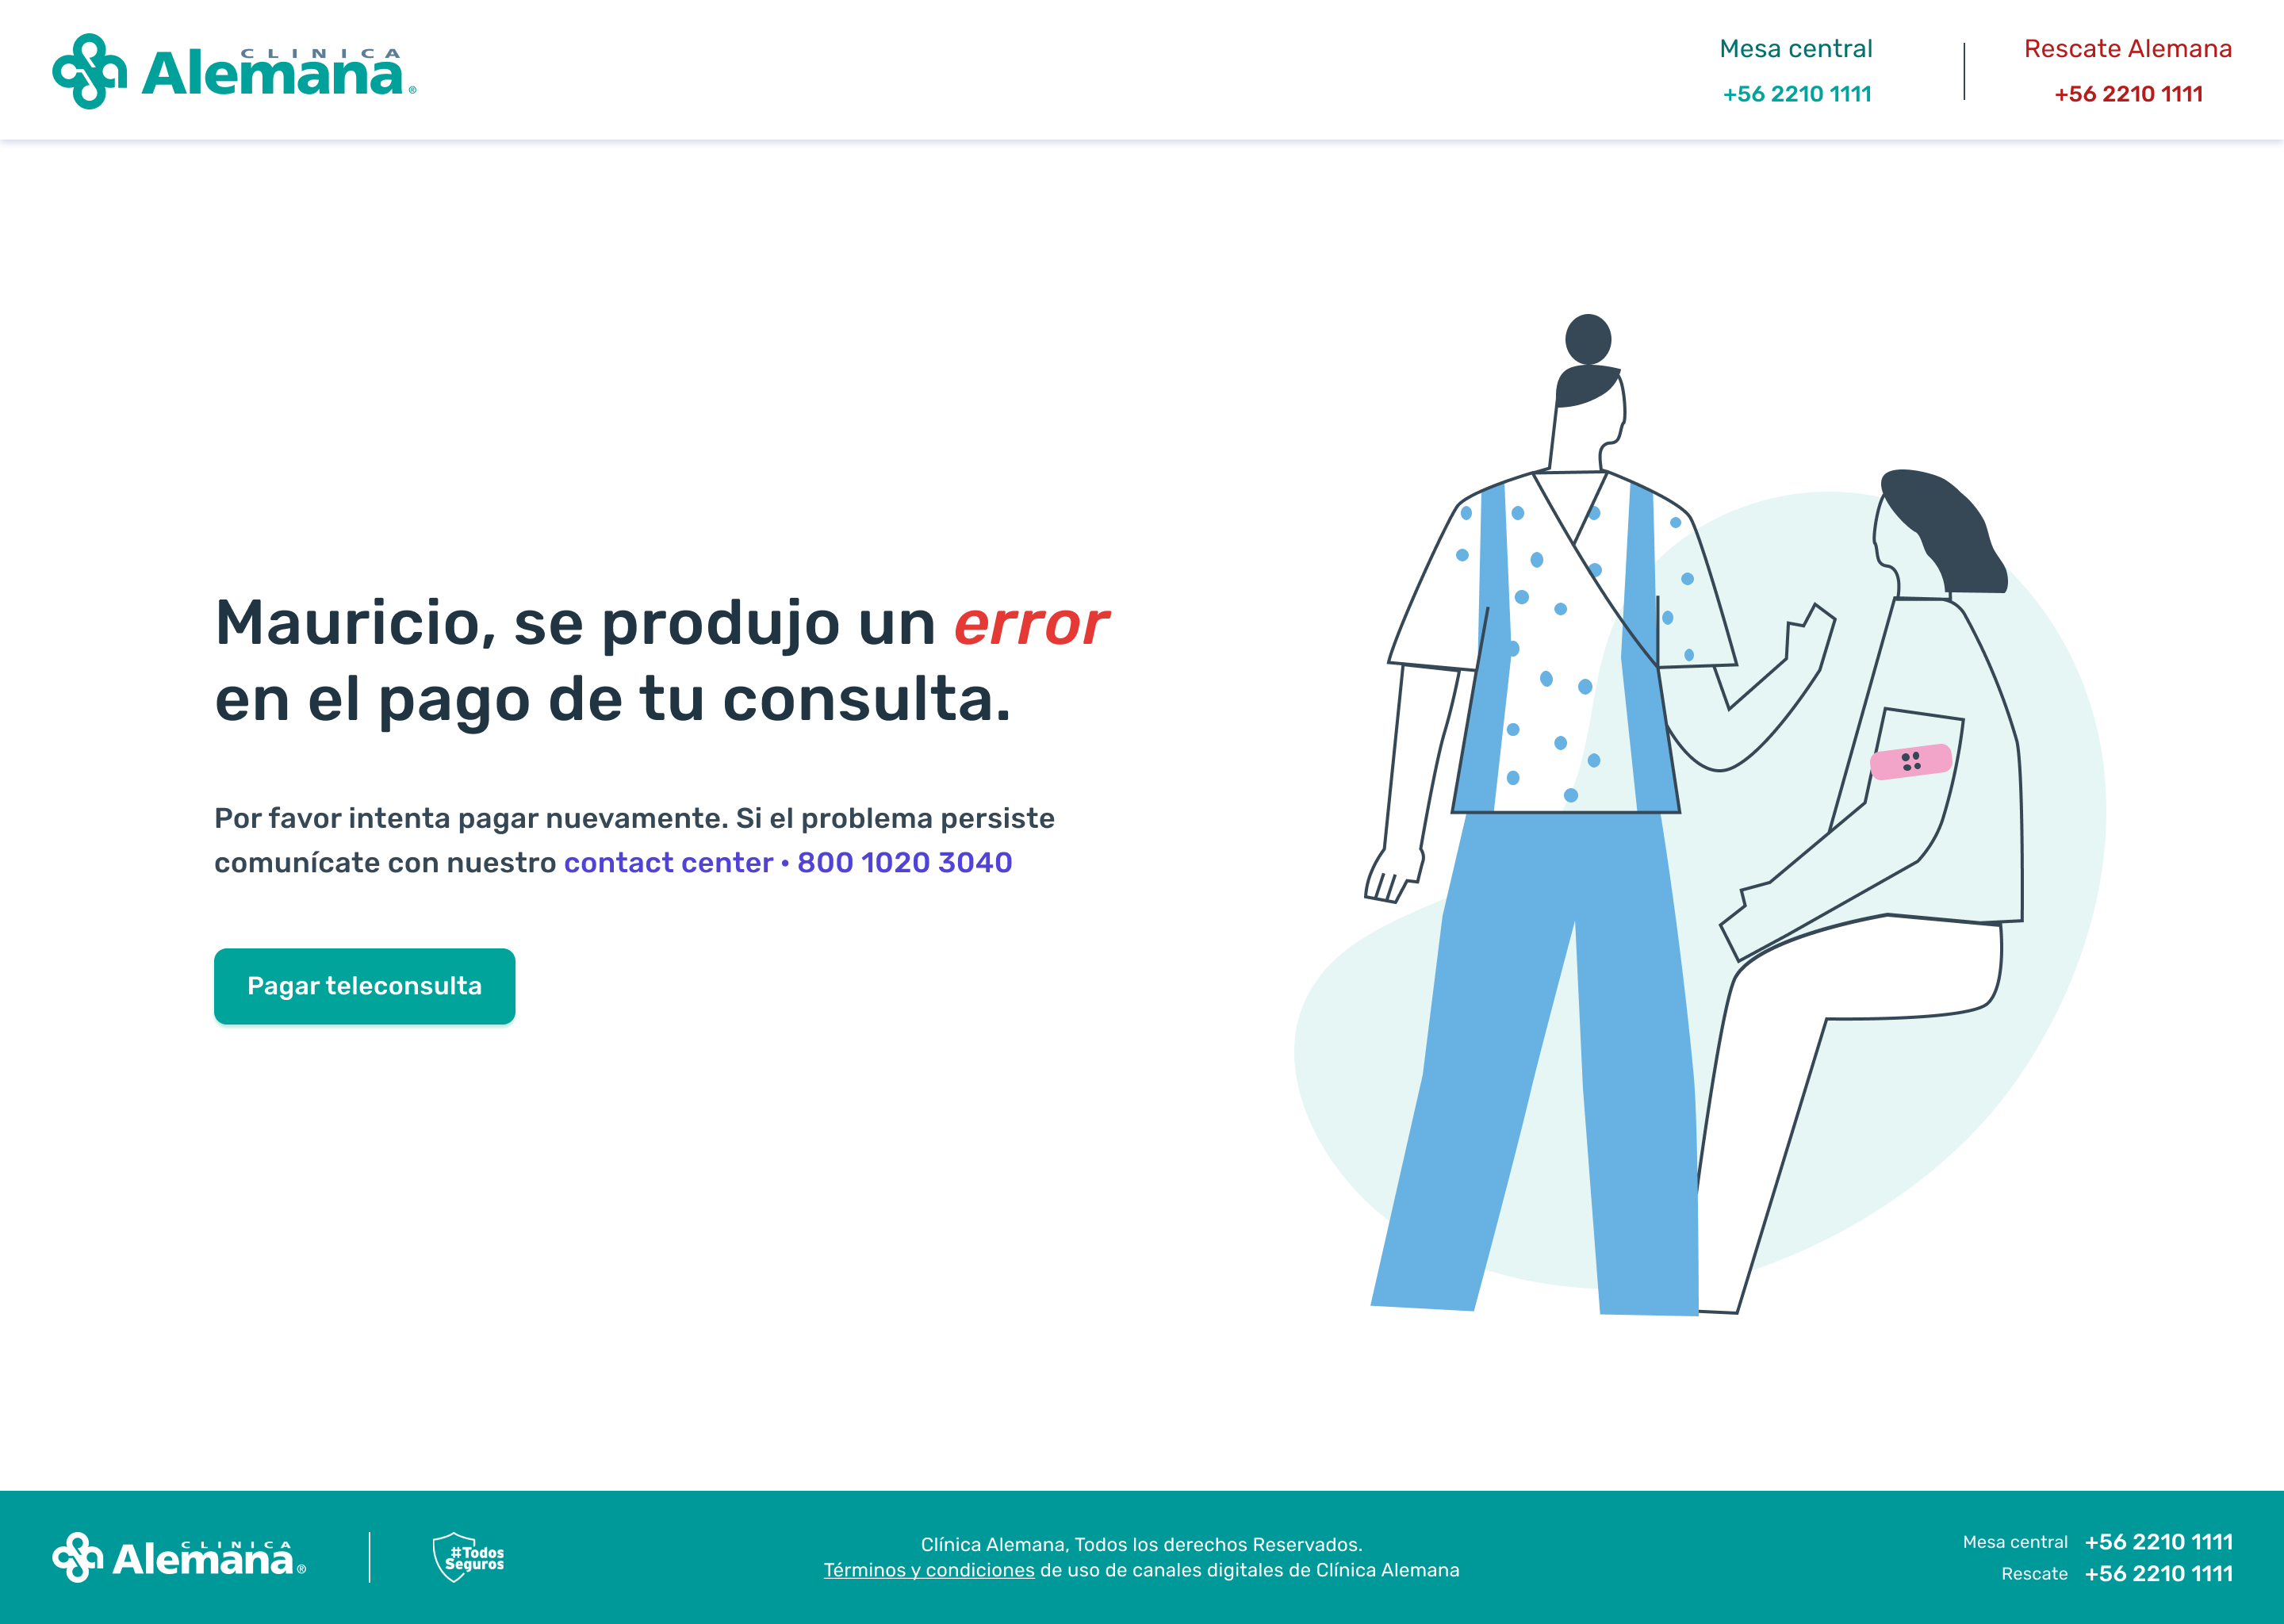 CLINICA
Alemana®
Mesa central
+56 2210 1111
Rescate Alemana
+56 2210 1111
Mauricio, se produjo un error
en el pago de tu consulta.
Por favor intenta pagar nuevamente. Si el problema persiste
comunícate con nuestro contact center • 800 1020 3040
Pagar teleconsulta
CLINICA
Alemana®
#Todos
Seguros
Clínica Alemana, Todos los derechos Reservados.
Términos y condiciones de uso de canales digitales de Clínica Alemana
Mesa central +56 2210 1111
Rescate +56 2210 1111